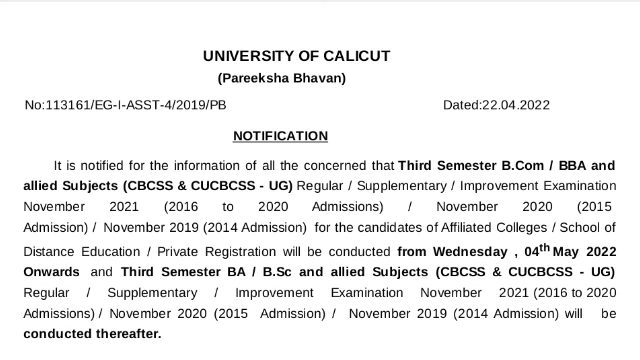 UNIVERSITY OF CALICUT
(Pareeksha Bhavan)
No:113161/EG-I-ASST-4/2019/PB Dated:22.04.2022
NOTIFICATION
It is notified for the information of all the concerned that Third Semester B.Com / BBA and
allied Subjects (CBCSS & CUCBCSS - UG) Regular / Supplementary / Improvement Examination
November 2021 (2016 to 2020 Admissions) / November 2020 (2015
Admission) / November 2019 (2014 Admission) for the candidates of Affiliated Colleges / School of
Distance Education / Private Registration will be conducted from Wednesday , 04th May 2022
Onwards and Third Semester BA / B.Sc and allied Subjects (CBCSS & CUCBCSS - UG)
Regular / Supplementary / Improvement Examination November 2021 (2016 to 2020
Admissions) / November 2020 (2015 Admission) / November 2019 (2014 Admission) will be
conducted thereafter.